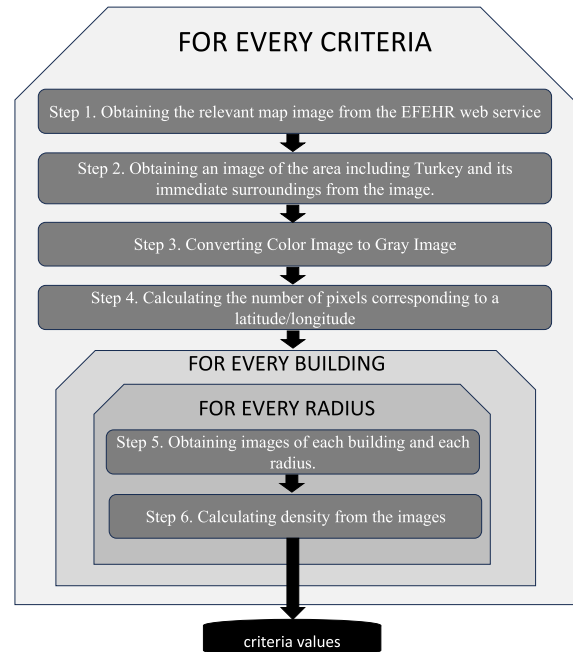 FOR EVERY CRITERIA
Step 1. Obtaining the relevant map image from the EFEHR web service
Step 2. Obtaining an image of the area including Turkey and its
immediate surroundings from the image.
Step 3. Converting Color Image to Gray Image
Step 4. Calculating the number of pixels corresponding to a
latitude/longitude
FOR EVERY BUILDING
FOR EVERY RADIUS
Step 5. Obtaining images of each building and each
radius.
Step 6. Calculating density from the images
criteria values